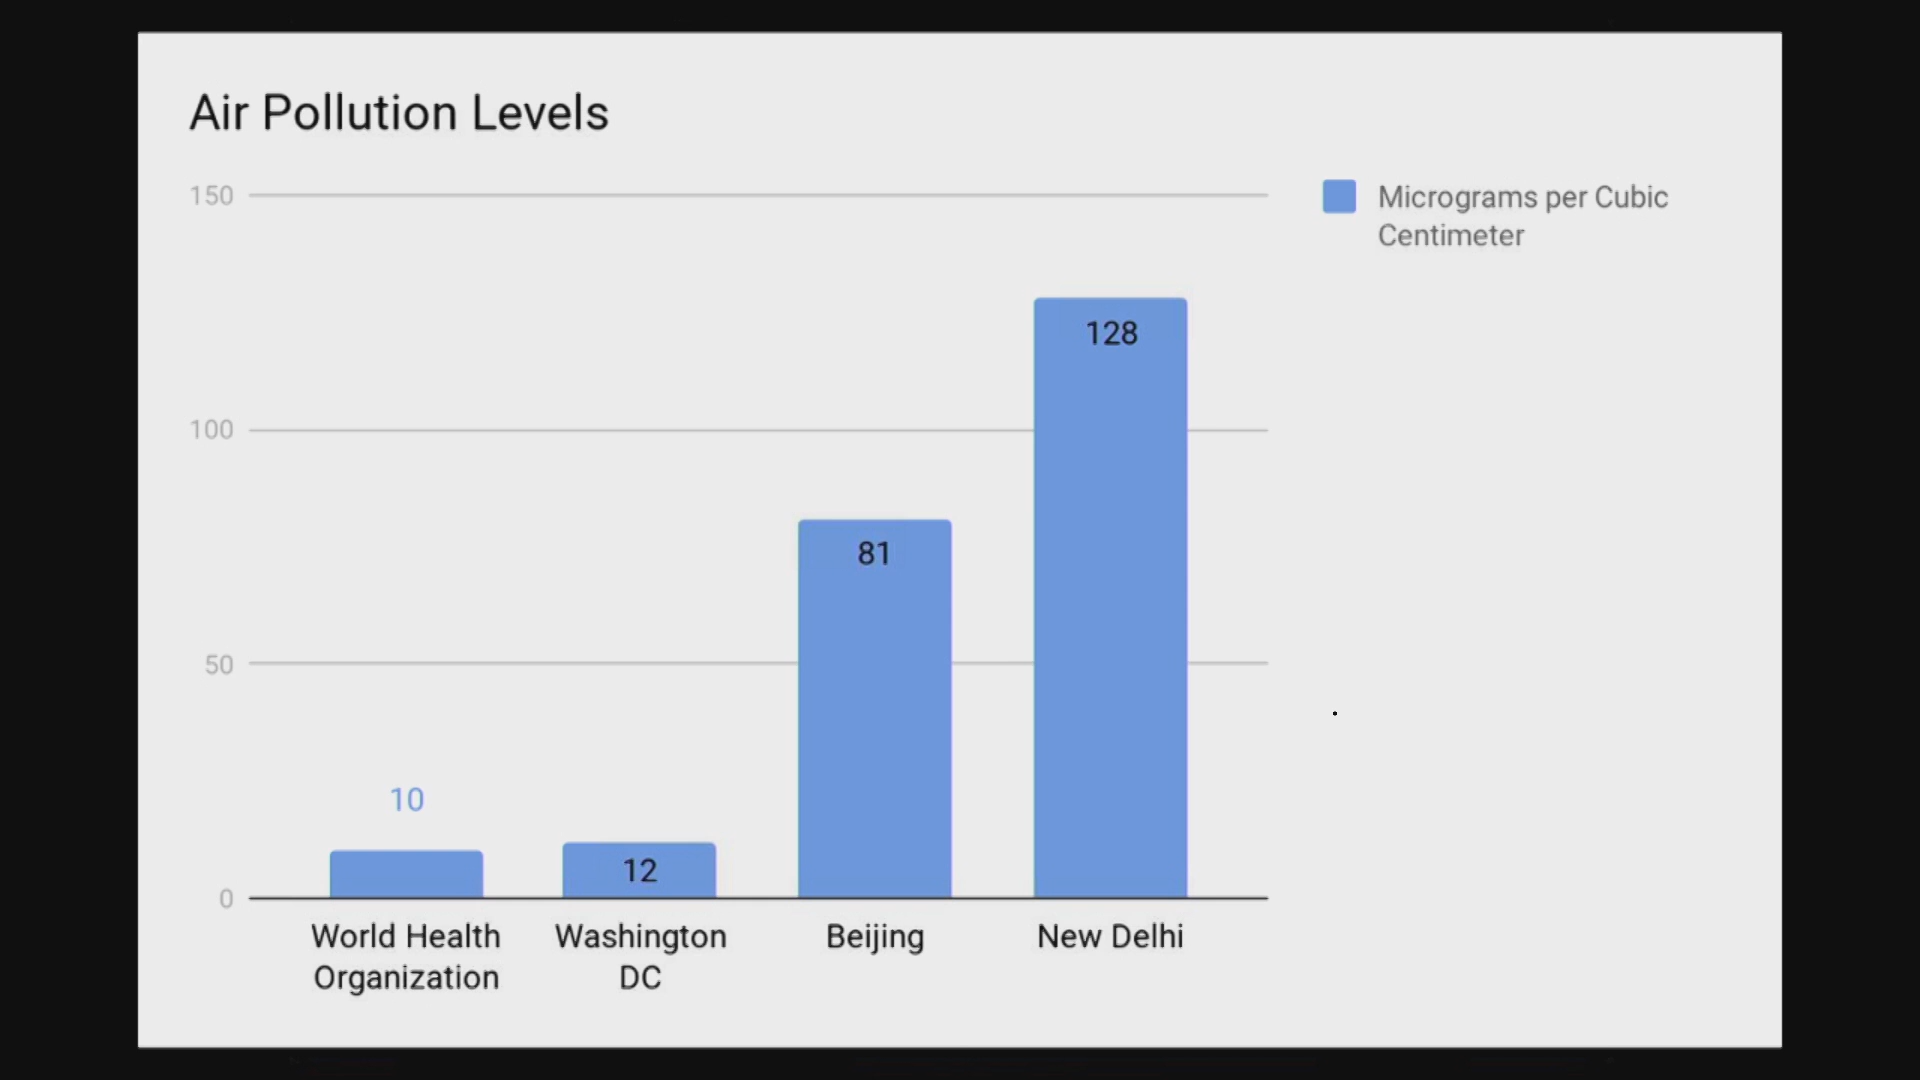 Air Pollution Levels
150
Micrograms per Cubic
Centimeter
128
100
81
50
10
12
0
World Health
Organization
Washington
DC
Beijing
New Delhi